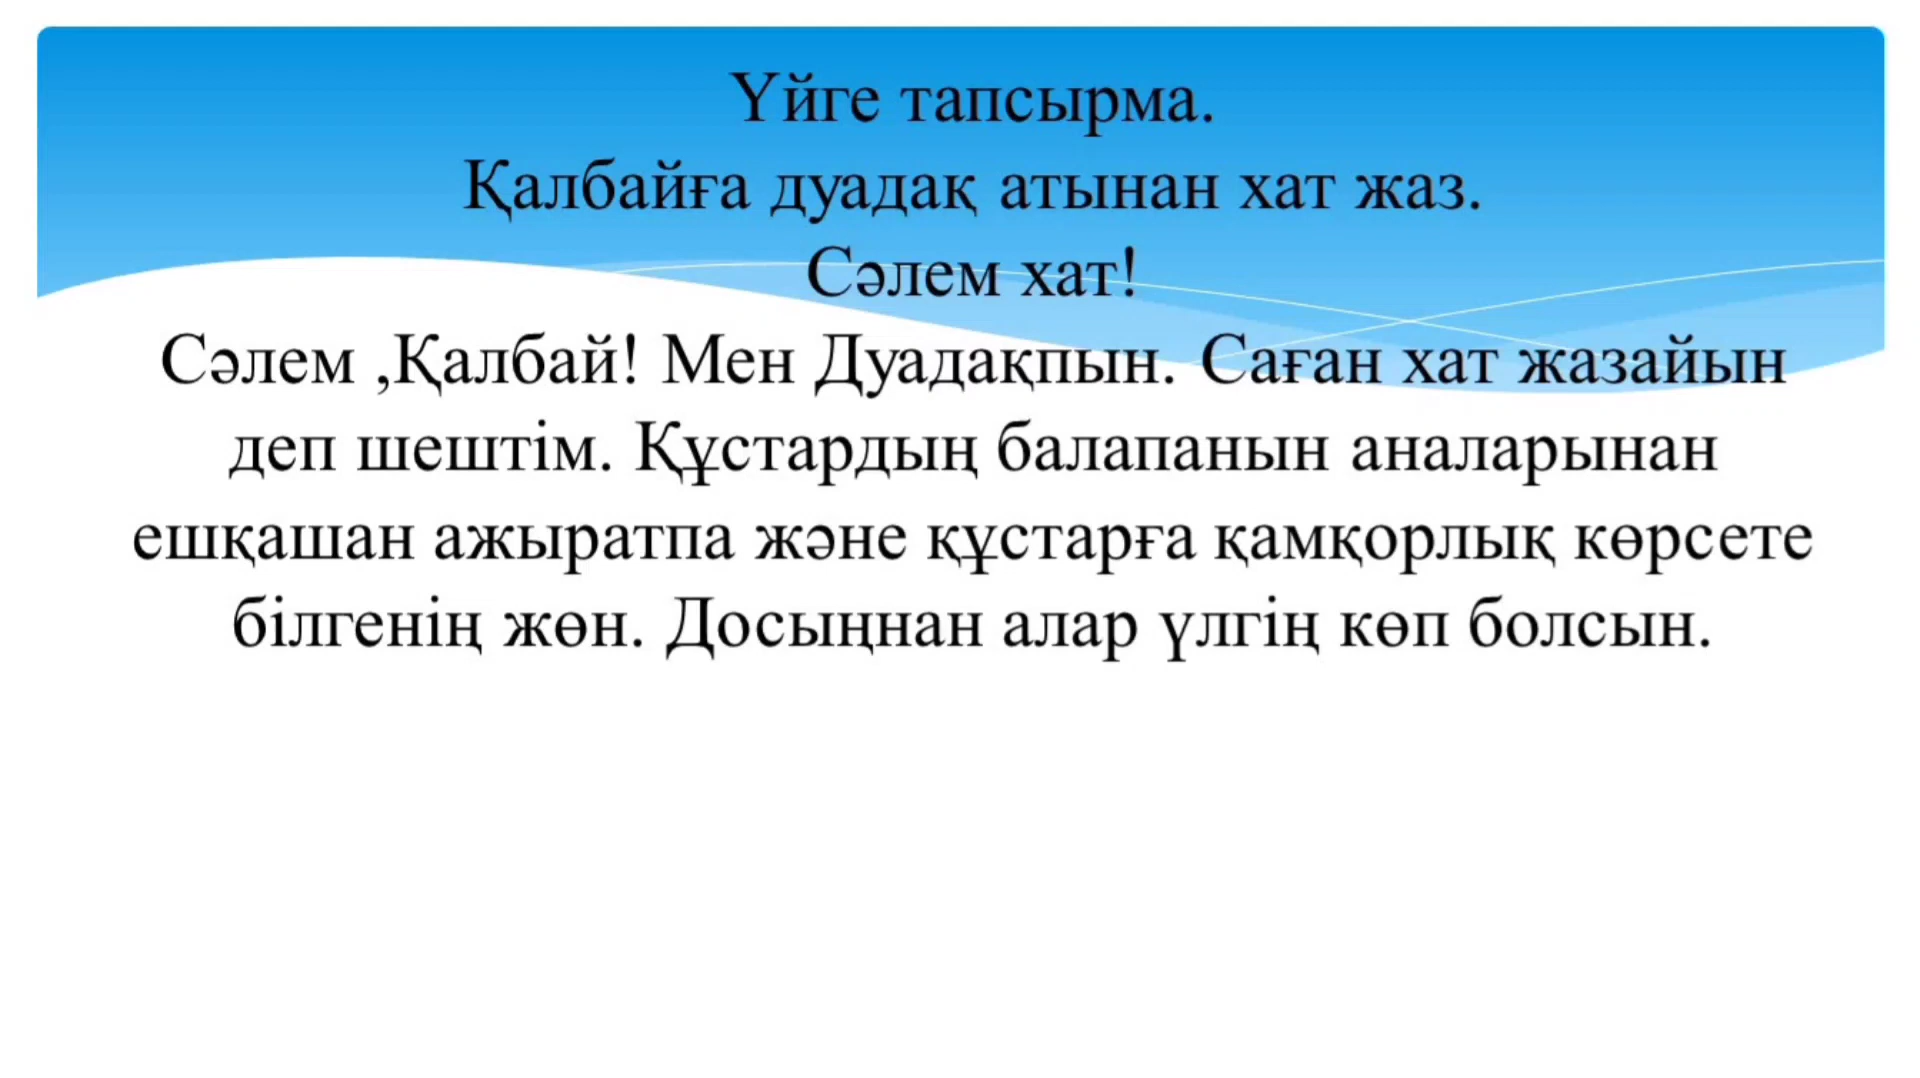 Үйге тапсырма.
Қалбайға дуадақ атынан хат жаз.
Сәлем хат!
Сәлем ,Қалбай! Мен Дуадақпын. Саған хат жазайын
деп шештім. Құстардың балапанын аналарынан
ешқашан ажыратпа және құстарға қамқорлық көрсете
білгенің жөн. Досыңнан алар үлгің көп болсын.